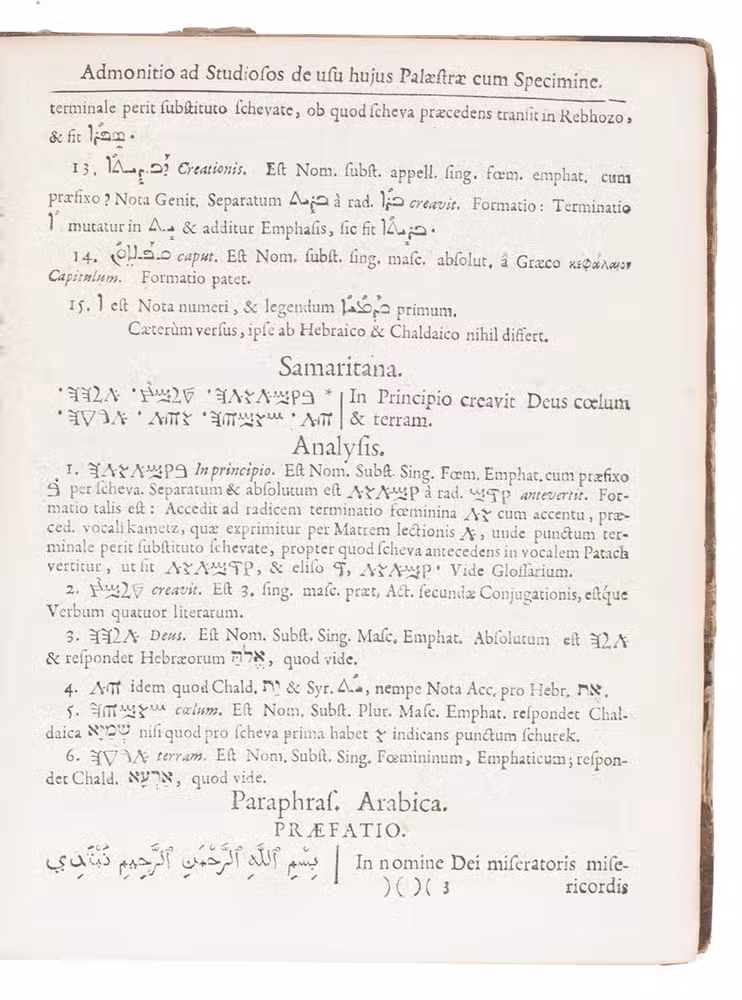 Admonitio ad Studioſos de uſu hujus Palæſtræ cum Specimine.
terminale perit ſubſtituto ſchevate, ob quod ſcheva præcedens tranſit in Rebhozo,
& fit
13. Creationis. Eſt Nom. ſubſt. appell. ſing. fœm. emphat. cum
præfixo ? Nota Genit. Separatum à rad. ܒܪܐ creavit. Formatio: Terminatio
mutatur in & additur Emphaſis, ſic fit
14. caput. Eſt Nom. ſubſt. ſing. maſc. abſolut. â Græco κεφάλαιον
Capitulum. Formatio patet.
15. ܐ eſt Nota numeri, & legendum primum.
Cæterùm verſus, ipſe ab Hebraico & Chaldaico nihil differt.
Samaritana.
In Principio creavit Deus cœlum
& terram.
Analyſis.
1. In principio. Eſt Nom. Subſt. Sing. Fœm. Emphat. cum præfixo
per ſcheva. Separatum & abſolutum eſt à rad. antevertit. For-
matio talis eſt: Accedit ad radicem terminatio fœminina cum accentu, præ-
ced. vocali kametz, quæ exprimitur per Matrem lectionis , unde punctum ter-
minale perit ſubſtituto ſchevate, propter quod ſcheva antecedens in vocalem Patach
vertitur, ut ſit , & eliſo , Vide Gloſſarium.
2. creavit. Eſt 3. ſing. maſc. præt. Act. ſecundæ Conjugationis, eſtq́ue
Verbum quatuor literarum.
3. Deus. Eſt Nom. Subſt. Sing. Maſc. Emphat. Abſolutum eſt
& reſpondet Hebræorum אֱלֹהַּ, quod vide.
4. idem quod Chald. יָת & Syr. ܝܬ, nempe Nota Acc. pro Hebr. אֵת.
5. cœlum. Eſt Nom. Subſt. Plur. Maſc. Emphat. reſpondet Chal-
daica שְׁמַיָּא niſi quod pro ſcheva prima habet indicans punctum ſchurek.
6. terram. Eſt Nom. Subſt. Sing. Fœmininum, Emphaticum; reſpon-
det Chald. אַרְעָא, quod vide.
Paraphraſ. Arabica.
PRÆFATIO.
بِسْمِ ٱللَّهِ ٱلرَّحْمَنِ ٱلرَّحِيمِ نَبْتَدِي In nomine Dei miſeratoris miſe-
)( )( 3 ricordis